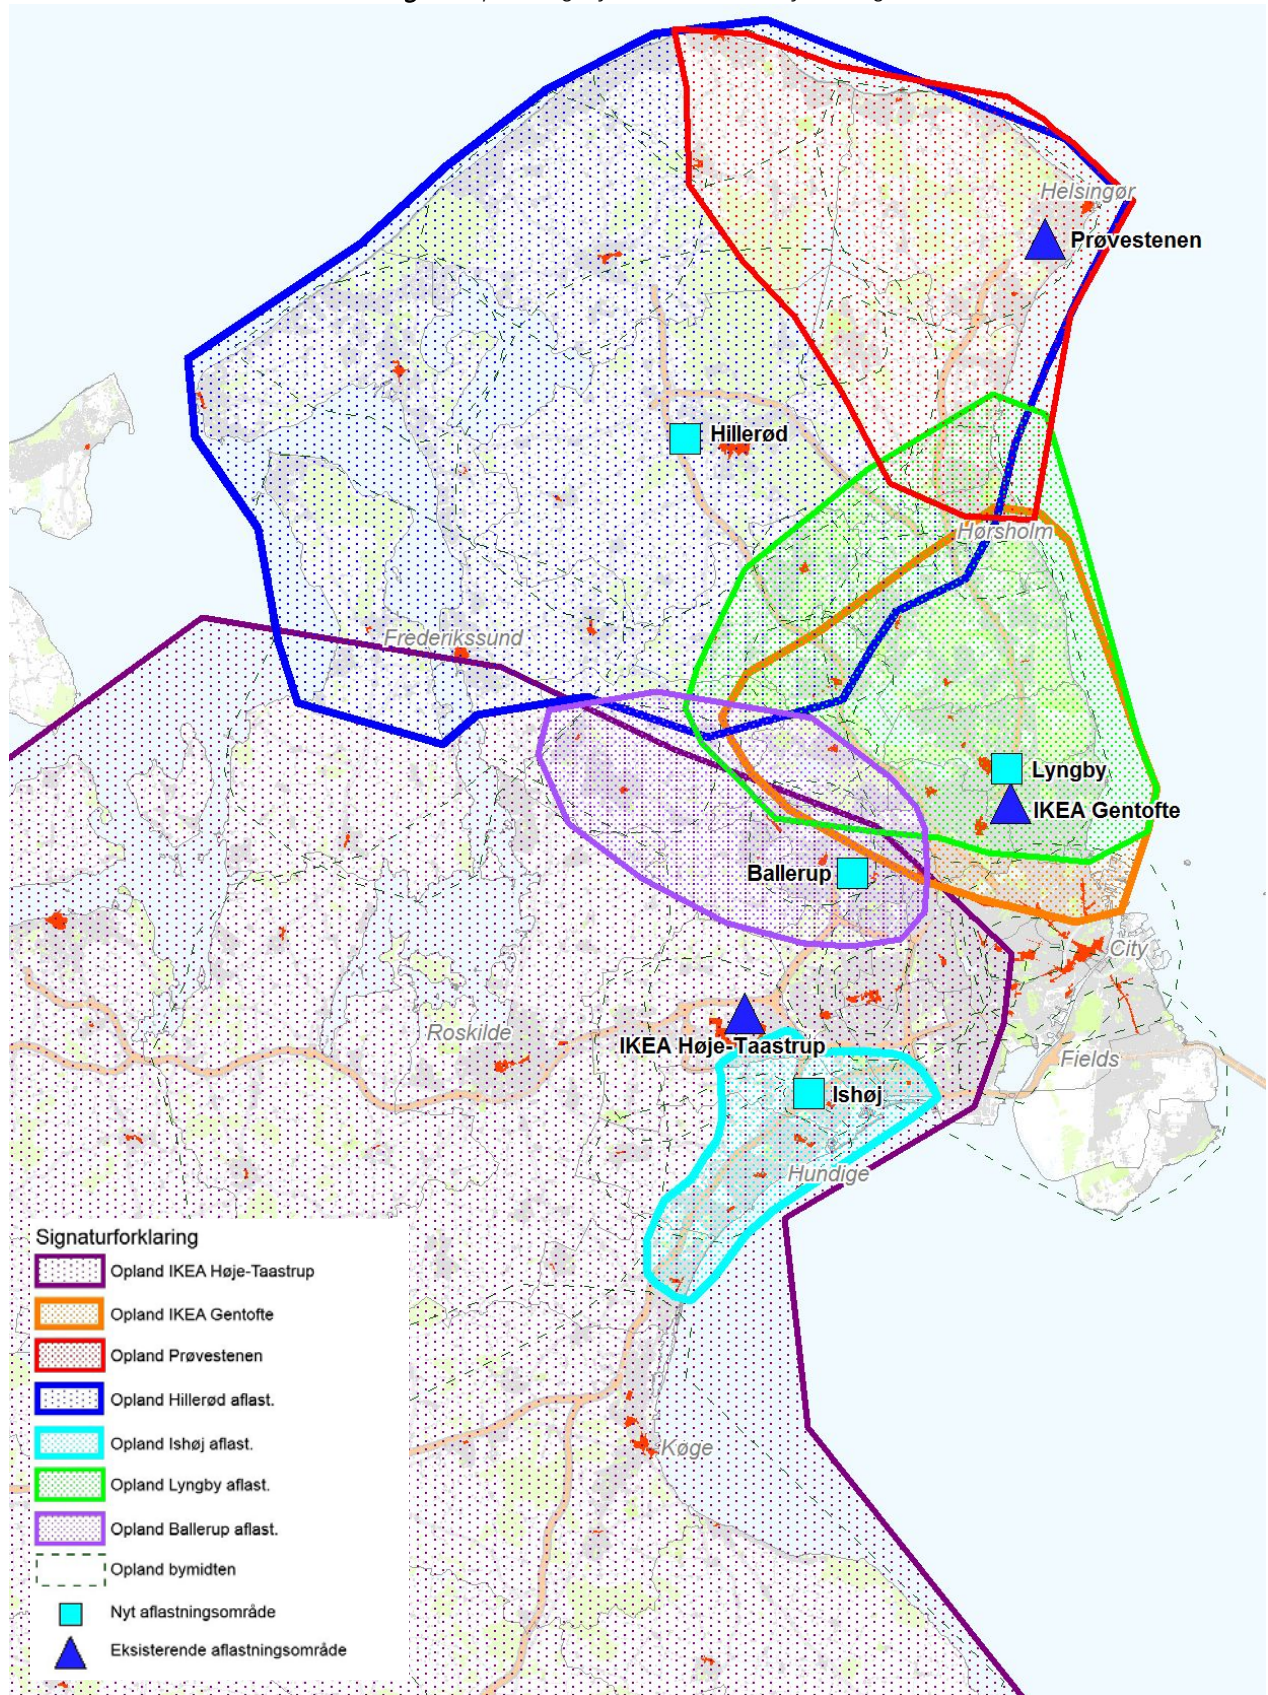 Helsingør
Prøvestenen
Hillerød
Hørsholm
Frederikssund
Lyngby
IKEA Gentofte
Ballerup
City
Roskilde
IKEA Høje-Taastrup
Fields
Ishøj
Hundige
Køge
Signaturforklaring
Opland IKEA Høje-Taastrup
Opland IKEA Gentofte
Opland Prøvestenen
Opland Hillerød aflast.
Opland Ishøj aflast.
Opland Lyngby aflast.
Opland Ballerup aflast.
Opland bymidten
Nyt aflastningsområde
Eksisterende aflastningsområde